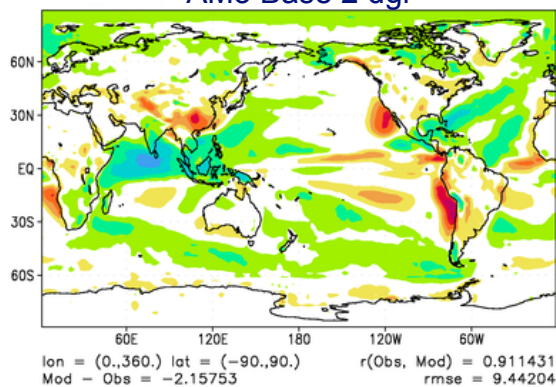 60N
30N
EQ
30S
60S
60E 120E 180 120W 60W
lon = (0.,360.) lat = (-90.,90.) r(Obs, Mod) = 0.911431
Mod - Obs = -2.15753 rmse = 9.44204